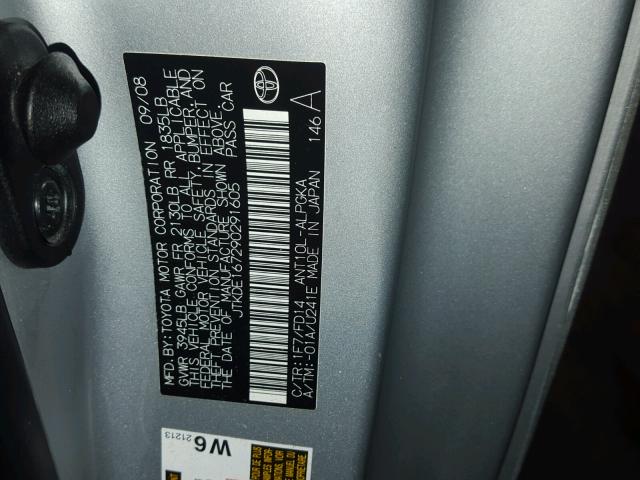 MFD.BY:TOYOTA MOTOR CORPORATION 09/08
GVWR 3945LB GAWR FR 2130LB RR 1835LB
THIS VEHICLE CONFORMS TO ALL APPLICABLE
FEDERAL MOTOR VEHICLE SAFETY, BUMPER, AND
THEFT PREVENTION STANDARDS IN EFFECT ON
THE DATE OF MANUFACTURE SHOWN ABOVE.
JTKDE167290291605 PASS CAR
C/TR:1F7/FD14 ANT10L-ALPGKA 146 A
A/TM:-01A/U241E MADE IN JAPAN
W6
21213